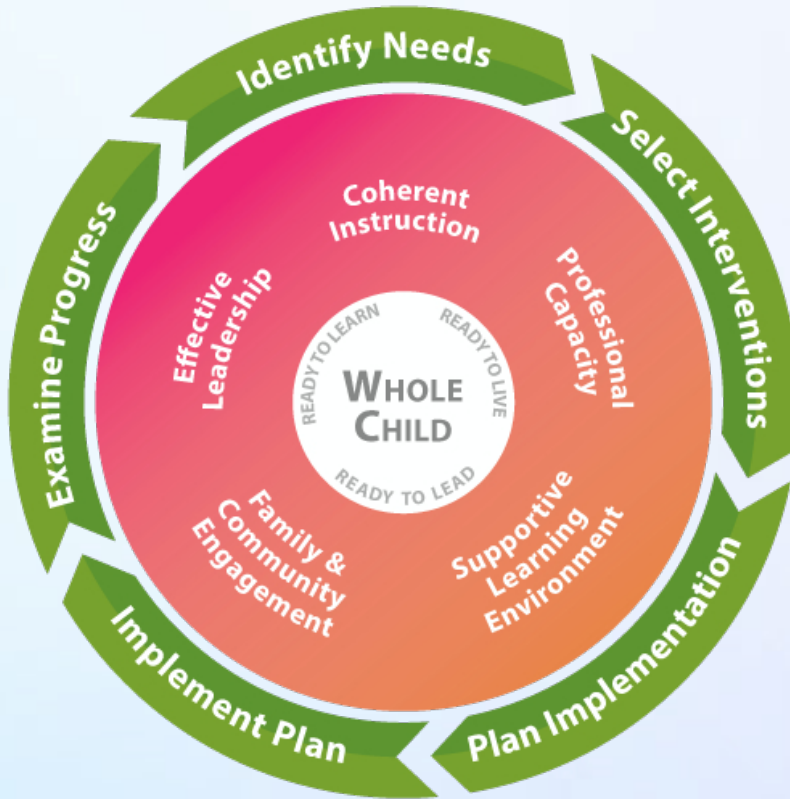 Identify Needs
Select Interventions
Plan Implementation
Implement Plan
Examine Progress
Coherent
Instruction
Professional
Capacity
Supportive
Learning
Environment
Family &
Community
Engagement
Effective
Leadership
READY TO LEARN
READY TO LIVE
WHOLE
CHILD
READY TO LEAD